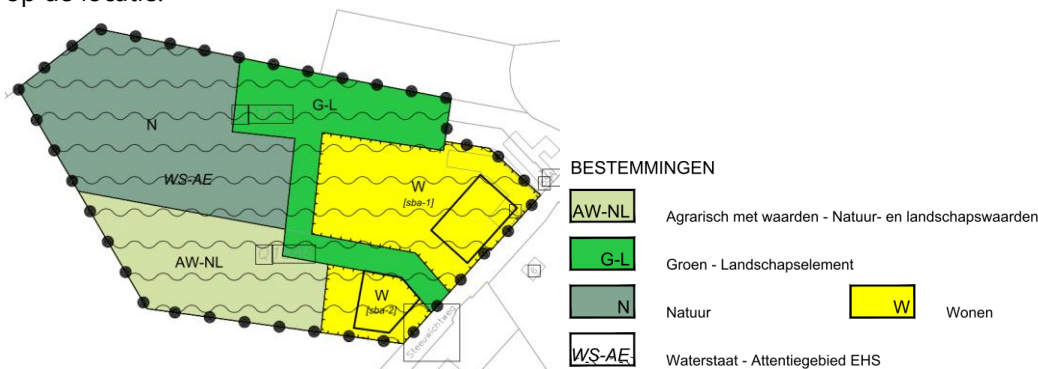 op de locatie.
G-L
N
WS-AE
W
[sba-1]
AW-NL
W
[sba-2]
Steeuwichtweg
BESTEMMINGEN
AW-NL Agrarisch met waarden - Natuur- en landschapswaarden
G-L Groen - Landschapselement
N Natuur
W Wonen
WS-AE Waterstaat - Attentiegebied EHS